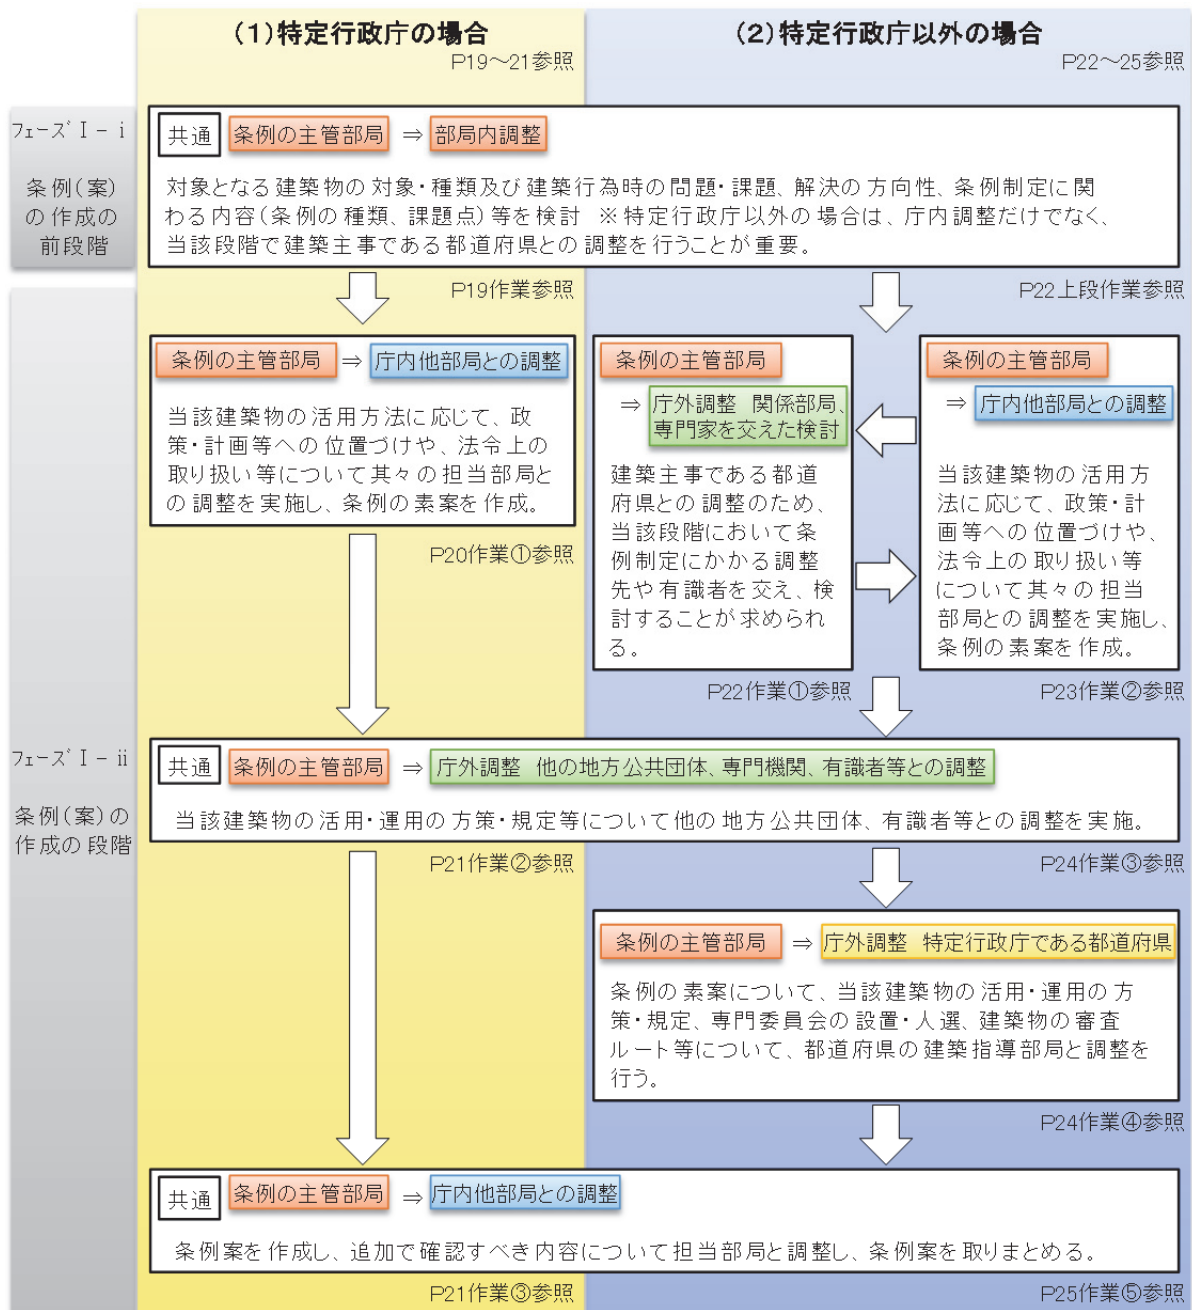 (1)特定行政庁の場合
P19～21参照
(2)特定行政庁以外の場合
P22～25参照
フェーズⅠ－ⅰ
条例(案)
の作成の
前段階
共通 条例の主管部局 ⇒ 部局内調整
対象となる建築物の対象・種類及び建築行為時の問題・課題、解決の方向性、条例制定に関
わる内容(条例の種類、課題点)等を検討 ※特定行政庁以外の場合は、庁内調整だけでなく、
当該段階で建築主事である都道府県との調整を行うことが重要。
P19作業参照
P22上段作業参照
条例の主管部局 ⇒ 庁内他部局との調整
当該建築物の活用方法に応じて、政
策・計画等への位置づけや、法令上の
取り扱い等について其々の担当部局と
の調整を実施し、条例の素案を作成。
P20作業①参照
条例の主管部局
⇒ 庁外調整 関係部局、
専門家を交えた検討
建築主事である都道
府県との調整のため、
当該段階において条
例制定にかかる調整
先や有識者を交え、検
討することが求められ
る。
P22作業①参照
条例の主管部局
⇒ 庁内他部局との調整
当該建築物の活用方
法に応じて、政策・計
画等への位置づけや、
法令上の取り扱い等
について其々の担当
部局との調整を実施し、
条例の素案を作成。
P23作業②参照
フェーズⅠ－ⅱ
条例(案)の
作成の段階
共通 条例の主管部局 ⇒ 庁外調整 他の地方公共団体、専門機関、有識者等との調整
当該建築物の活用・運用の方策・規定等について他の地方公共団体、有識者等との調整を実施。
P21作業②参照
P24作業③参照
条例の主管部局 ⇒ 庁外調整 特定行政庁である都道府県
条例の素案について、当該建築物の活用・運用の方
策・規定、専門委員会の設置・人選、建築物の審査
ルート等について、都道府県の建築指導部局と調整を
行う。
P24作業④参照
共通 条例の主管部局 ⇒ 庁内他部局との調整
条例案を作成し、追加で確認すべき内容について担当部局と調整し、条例案を取りまとめる。
P21作業③参照
P25作業⑤参照